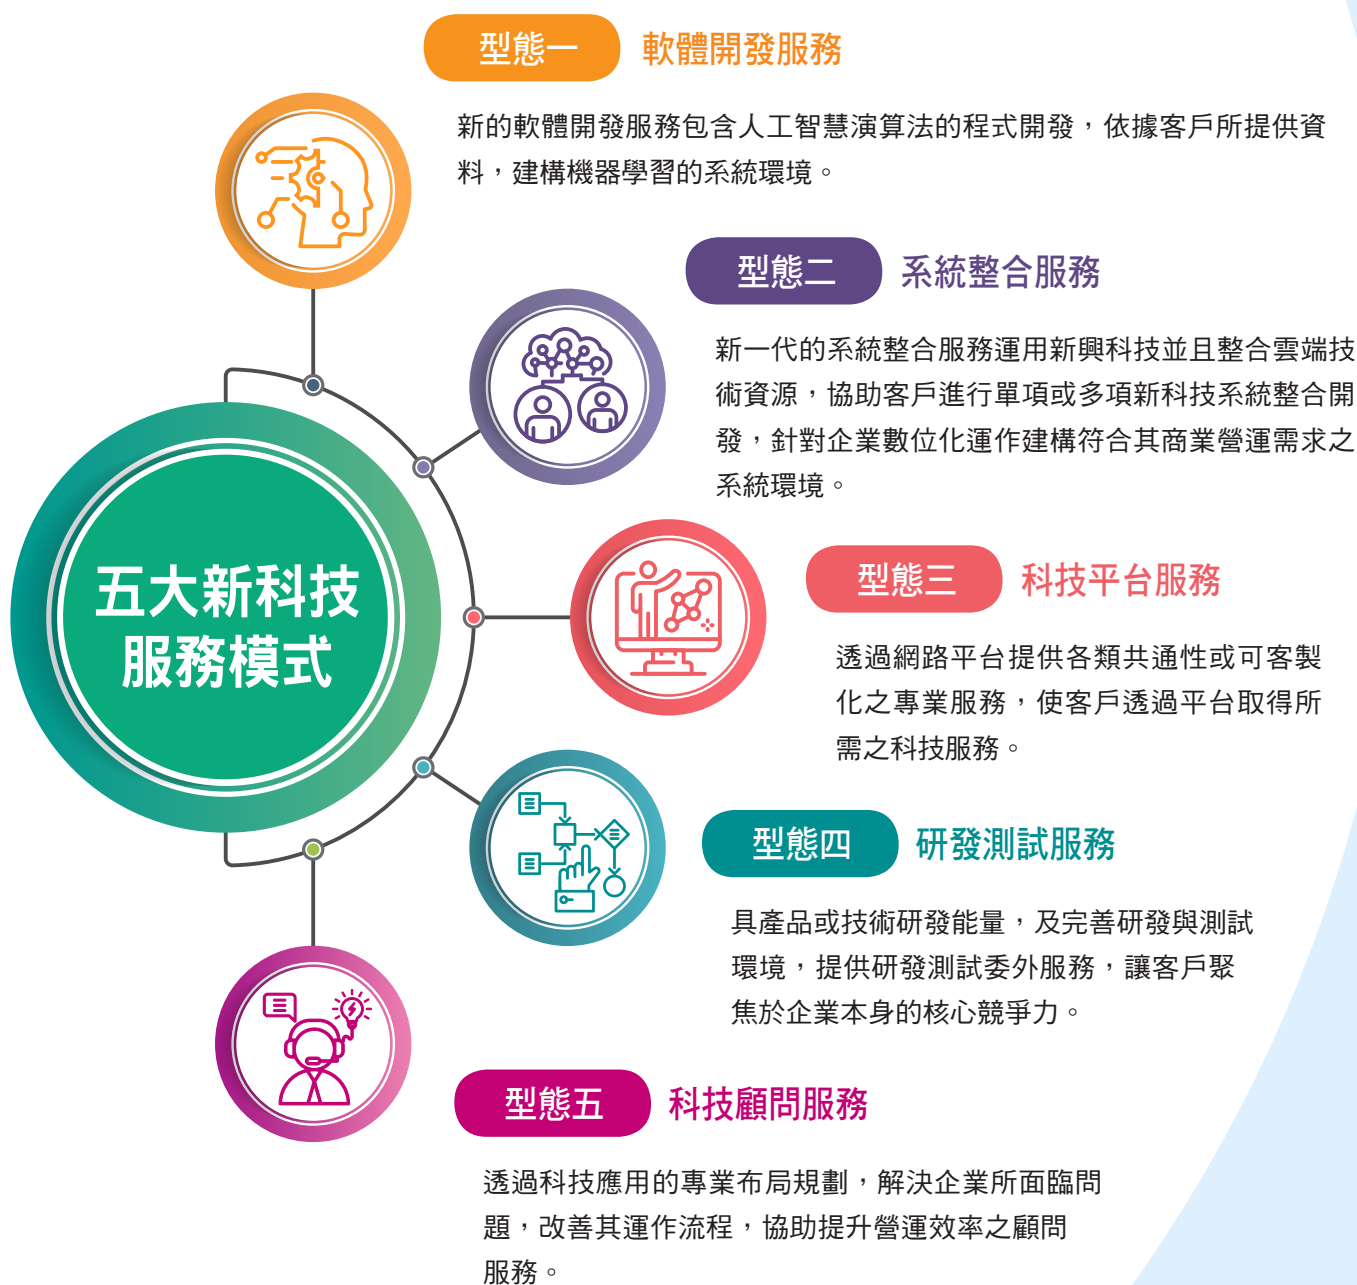 型態一 軟體開發服務
新的軟體開發服務包含人工智慧演算法的程式開發，依據客戶所提供資
料，建構機器學習的系統環境。
型態二 系統整合服務
新一代的系統整合服務運用新興科技並且整合雲端技
術資源，協助客戶進行單項或多項新科技系統整合開
發，針對企業數位化運作建構符合其商業營運需求之
系統環境。
五大新科技
服務模式
型態三 科技平台服務
透過網路平台提供各類共通性或可客製
化之專業服務，使客戶透過平台取得所
需之科技服務。
型態四 研發測試服務
具產品或技術研發能量，及完善研發與測試
環境，提供研發測試委外服務，讓客戶聚
焦於企業本身的核心競爭力。
型態五 科技顧問服務
透過科技應用的專業布局規劃，解決企業所面臨問
題，改善其運作流程，協助提升營運效率之顧問
服務。